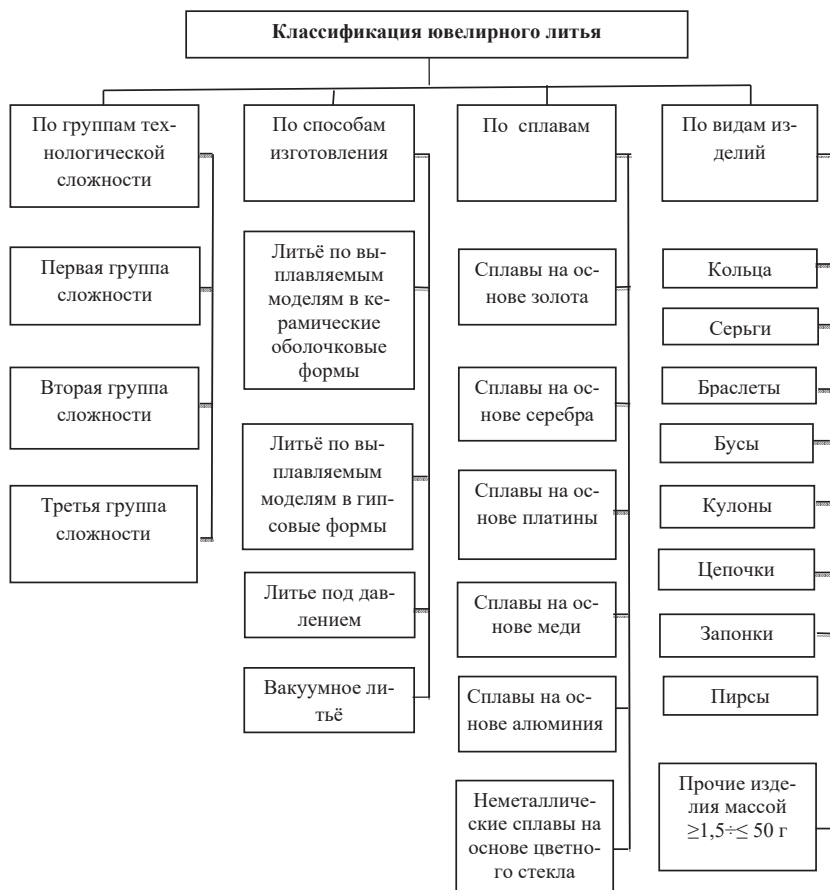 Классификация ювелирного литья
По группам тех-
нологической
сложности
Первая группа
сложности
Вторая группа
сложности
Третья группа
сложности
По способам
изготовления
Литьё по вы-
плавляемым
моделям в ке-
рамические
оболочковые
формы
Литьё по вы-
плавляемым
моделям в гип-
совые формы
Литье под дав-
лением
Вакуумное ли-
тьё
По сплавам
Сплавы на ос-
нове золота
Сплавы на ос-
нове серебра
Сплавы на ос-
нове платины
Сплавы на ос-
нове меди
Сплавы на ос-
нове алюминия
Неметалличе-
ские сплавы на
основе цветно-
го стекла
По видам из-
делий
Кольца
Серьги
Браслеты
Бусы
Кулоны
Цепочки
Запонки
Пирсы
Прочие изде-
лия массой
≥1,5÷≤ 50 г